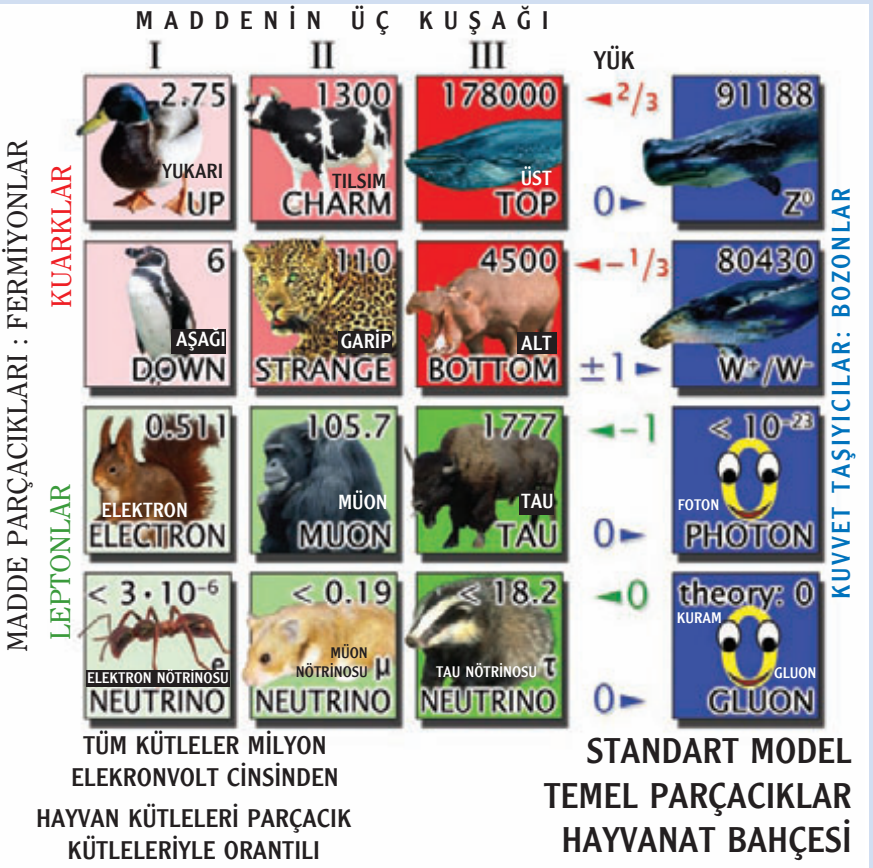 MADDENİN ÜÇ KUŞAĞI
I II III YÜK
MADDE PARÇACIKLARI : FERMİYONLAR
KUARKLAR
LEPTONLAR
2.75
YUKARI
UP
1300
TILSIM
CHARM
178000
ÜST
TOP
2/3
0
91188
Z⁰
6
AŞAĞI
DOWN
110
GARİP
STRANGE
4500
ALT
BOTTOM
-1/3
±1
80430
W⁺/W⁻
0.511
ELEKTRON
ELECTRON
105.7
MÜON
MUON
1777
TAU
TAU
-1
0
< 10⁻²³
FOTON
PHOTON
< 3·10⁻⁶
e
ELEKTRON NÖTRİNOSU
NEUTRINO
< 0.19
MÜON
NÖTRİNOSU μ
NEUTRINO
< 18.2
TAU NÖTRİNOSU τ
NEUTRINO
0
0
theory: 0
KURAM
GLUON
GLUON
KUVVET TAŞIYICILAR: BOZONLAR
TÜM KÜTLELER MİLYON
ELEKRONVOLT CİNSİNDEN
HAYVAN KÜTLELERİ PARÇACIK
KÜTLELERİYLE ORANTILI
STANDART MODEL
TEMEL PARÇACIKLAR
HAYVANAT BAHÇESİ